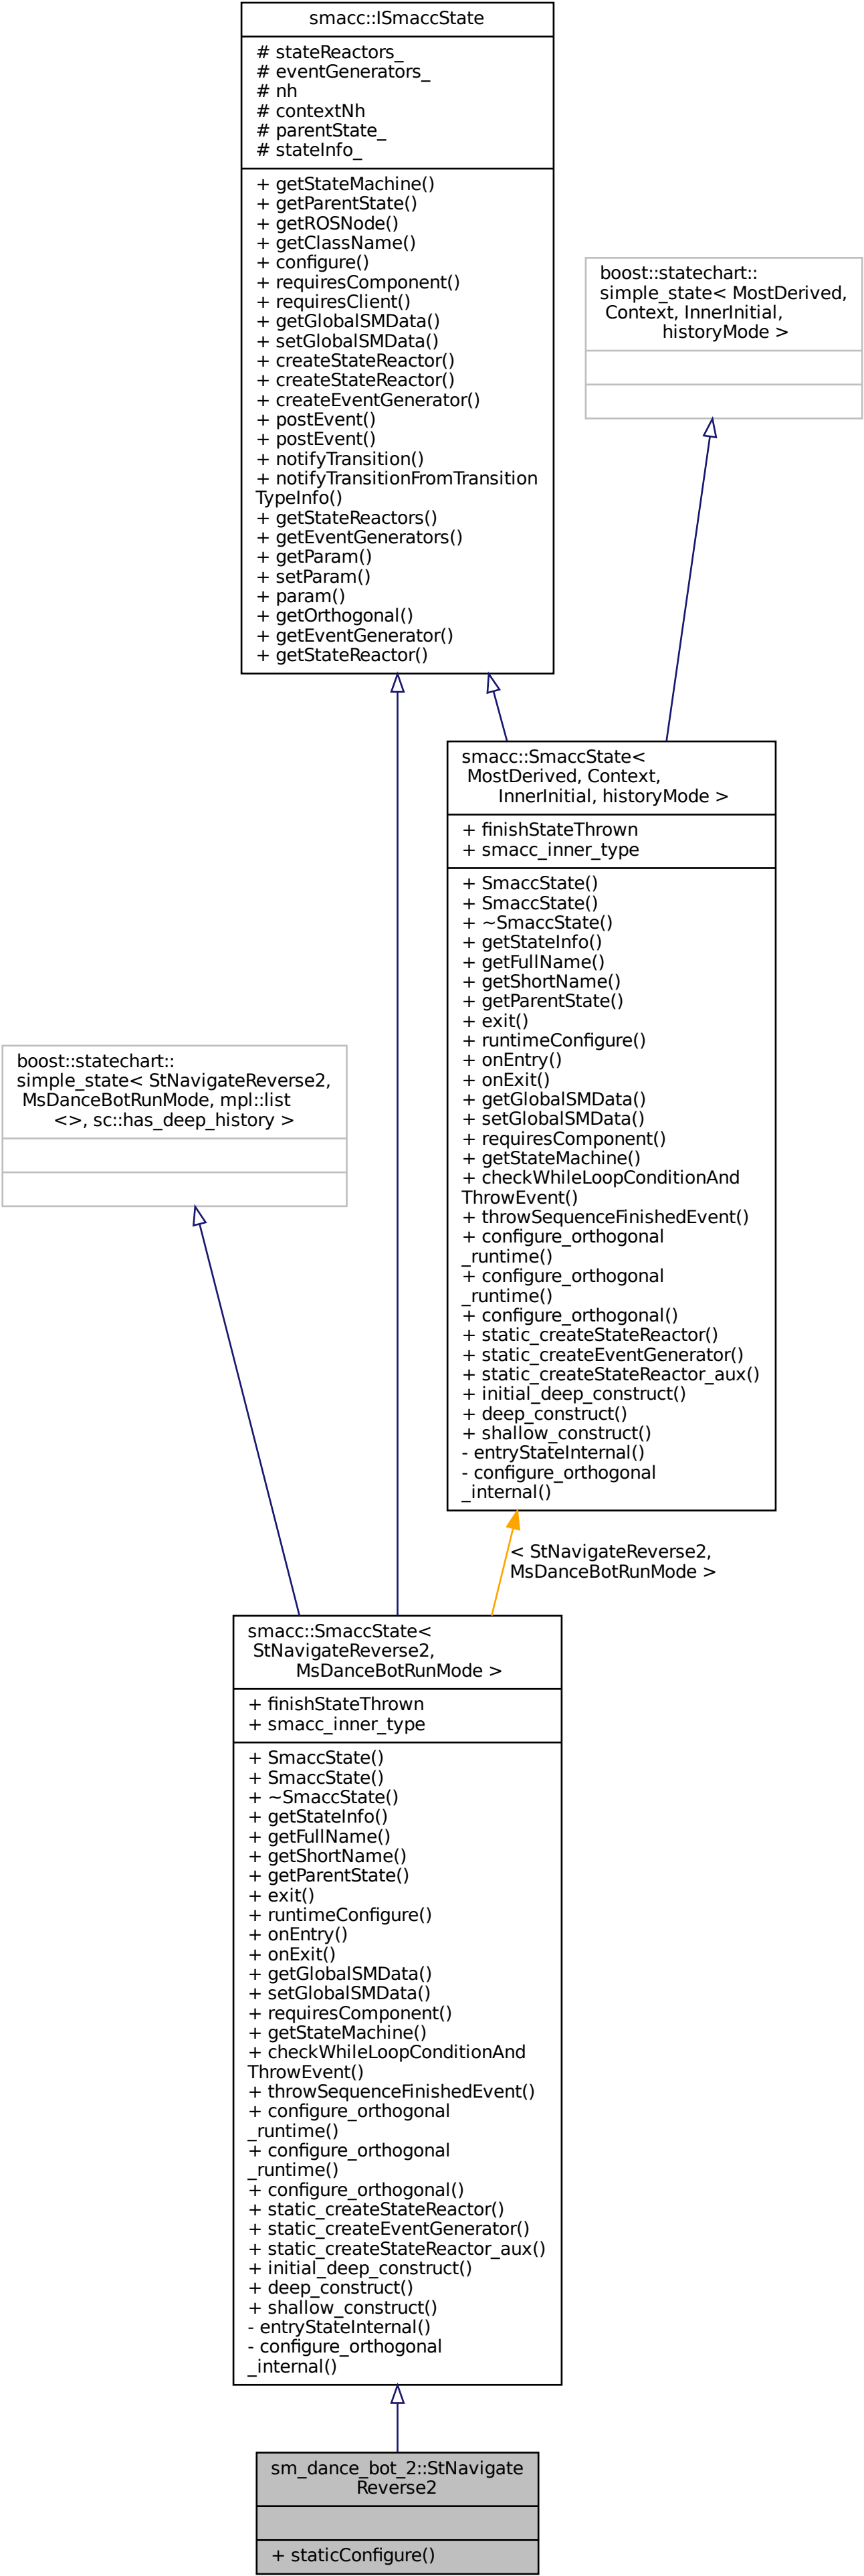 smacc::ISmaccState
# stateReactors_
# eventGenerators_
# nh
# contextNh
# parentState_
# stateInfo_
+ getStateMachine()
+ getParentState()
+ getROSNode()
+ getClassName()
+ configure()
+ requiresComponent()
+ requiresClient()
+ getGlobalSMData()
+ setGlobalSMData()
+ createStateReactor()
+ createStateReactor()
+ createEventGenerator()
+ postEvent()
+ postEvent()
+ notifyTransition()
+ notifyTransitionFromTransition
TypeInfo()
+ getStateReactors()
+ getEventGenerators()
+ getParam()
+ setParam()
+ param()
+ getOrthogonal()
+ getEventGenerator()
+ getStateReactor()
boost::statechart::
simple_state< MostDerived,
Context, InnerInitial,
historyMode >
smacc::SmaccState<
MostDerived, Context,
InnerInitial, historyMode >
+ finishStateThrown
+ smacc_inner_type
+ SmaccState()
+ SmaccState()
+ ~SmaccState()
+ getStateInfo()
+ getFullName()
+ getShortName()
+ getParentState()
+ exit()
+ runtimeConfigure()
+ onEntry()
+ onExit()
+ getGlobalSMData()
+ setGlobalSMData()
+ requiresComponent()
+ getStateMachine()
+ checkWhileLoopConditionAnd
ThrowEvent()
+ throwSequenceFinishedEvent()
+ configure_orthogonal
_runtime()
+ configure_orthogonal
_runtime()
+ configure_orthogonal()
+ static_createStateReactor()
+ static_createEventGenerator()
+ static_createStateReactor_aux()
+ initial_deep_construct()
+ deep_construct()
+ shallow_construct()
- entryStateInternal()
- configure_orthogonal
_internal()
boost::statechart::
simple_state< StNavigateReverse2,
MsDanceBotRunMode, mpl::list
<>, sc::has_deep_history >
< StNavigateReverse2,
MsDanceBotRunMode >
smacc::SmaccState<
StNavigateReverse2,
MsDanceBotRunMode >
+ finishStateThrown
+ smacc_inner_type
+ SmaccState()
+ SmaccState()
+ ~SmaccState()
+ getStateInfo()
+ getFullName()
+ getShortName()
+ getParentState()
+ exit()
+ runtimeConfigure()
+ onEntry()
+ onExit()
+ getGlobalSMData()
+ setGlobalSMData()
+ requiresComponent()
+ getStateMachine()
+ checkWhileLoopConditionAnd
ThrowEvent()
+ throwSequenceFinishedEvent()
+ configure_orthogonal
_runtime()
+ configure_orthogonal
_runtime()
+ configure_orthogonal()
+ static_createStateReactor()
+ static_createEventGenerator()
+ static_createStateReactor_aux()
+ initial_deep_construct()
+ deep_construct()
+ shallow_construct()
- entryStateInternal()
- configure_orthogonal
_internal()
sm_dance_bot_2::StNavigate
Reverse2
+ staticConfigure()